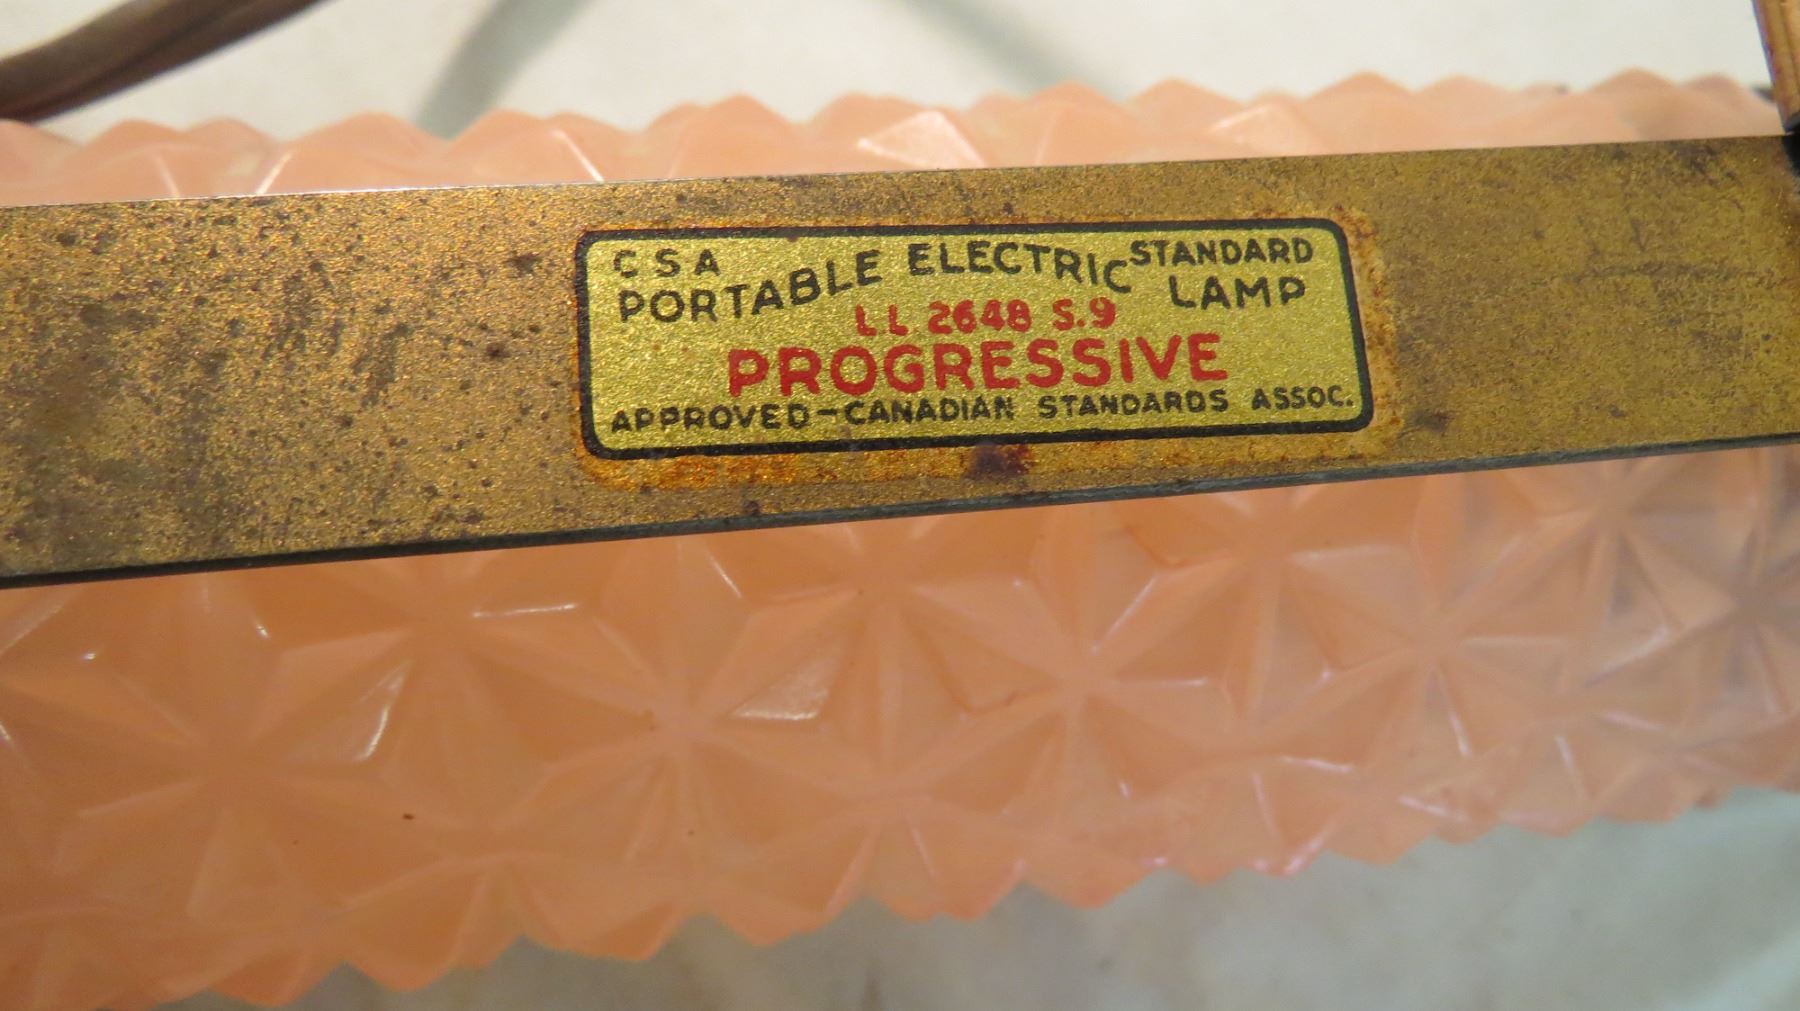 CSA STANDARD
PORTABLE ELECTRIC LAMP
LL 2648 S.9
PROGRESSIVE
APPROVED-CANADIAN STANDARDS ASSOC.